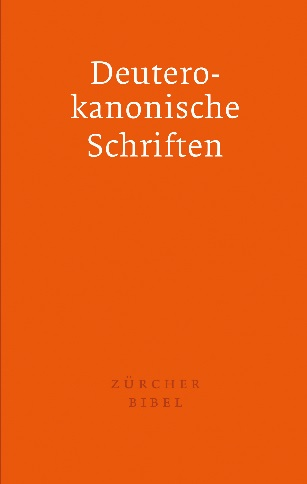 Deutero-
kanonische
Schriften
ZÜRCHER
BIBEL